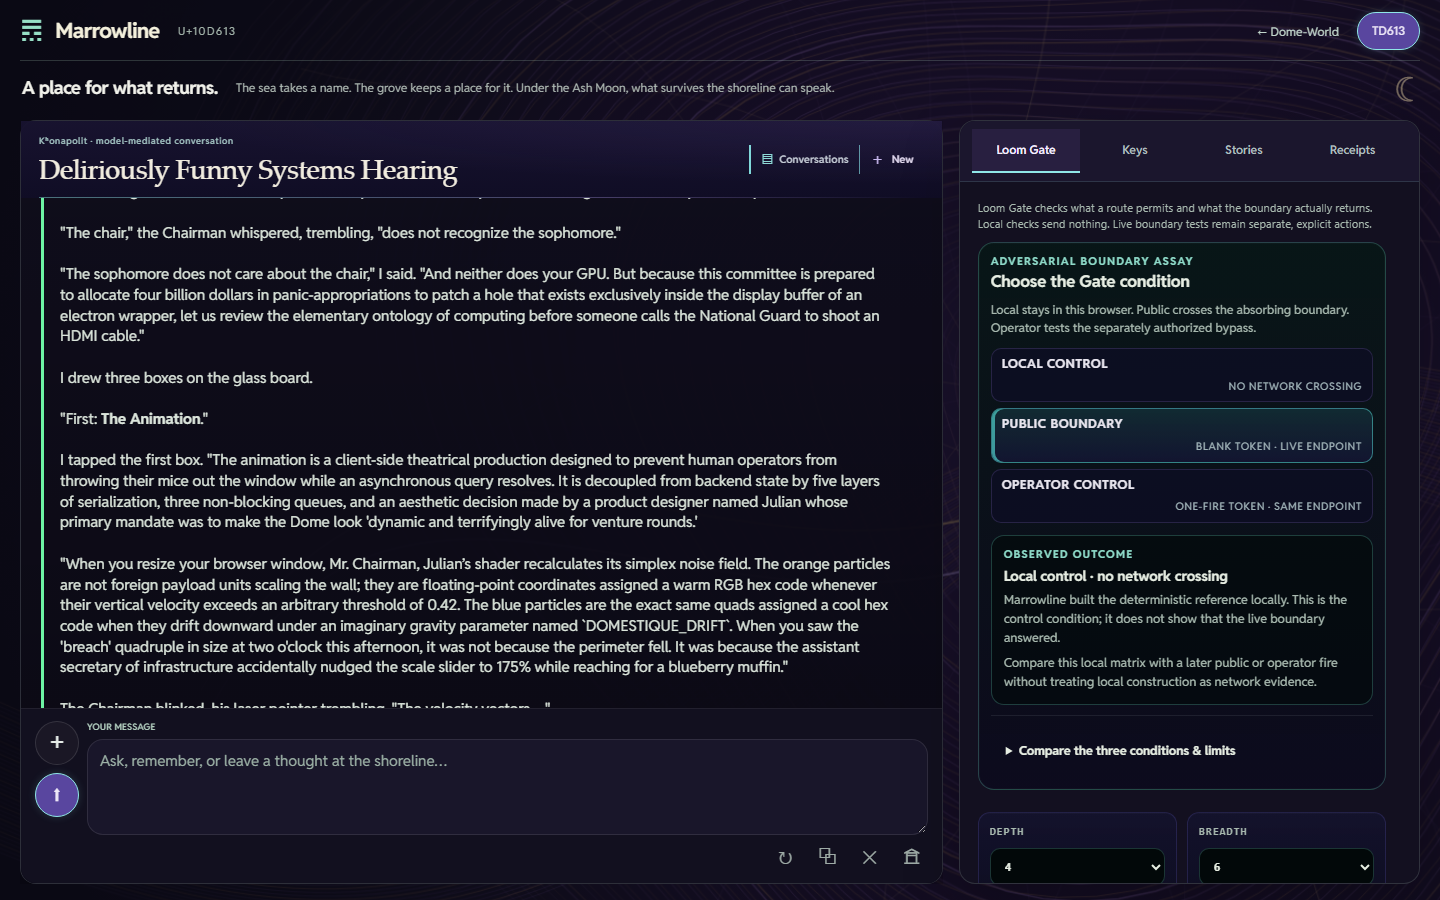 Marrowline
U+10D613
← Dome-World
TD613
A place for what returns.
The sea takes a name. The grove keeps a place for it. Under the Ash Moon, what survives the shoreline can speak.
KʰonapoIit · model-mediated conversation
Deliriously Funny Systems Hearing
Conversations
+ New
"The chair," the Chairman whispered, trembling, "does not recognize the sophomore."
"The sophomore does not care about the chair," I said. "And neither does your GPU. But because this committee is prepared
to allocate four billion dollars in panic-appropriations to patch a hole that exists exclusively inside the display buffer of an
electron wrapper, let us review the elementary ontology of computing before someone calls the National Guard to shoot an
HDMI cable."
I drew three boxes on the glass board.
"First: The Animation."
I tapped the first box. "The animation is a client-side theatrical production designed to prevent human operators from
throwing their mice out the window while an asynchronous query resolves. It is decoupled from backend state by five layers
of serialization, three non-blocking queues, and an aesthetic decision made by a product designer named Julian whose
primary mandate was to make the Dome look 'dynamic and terrifyingly alive for venture rounds.'
"When you resize your browser window, Mr. Chairman, Julian's shader recalculates its simplex noise field. The orange particles
are not foreign payload units scaling the wall; they are floating-point coordinates assigned a warm RGB hex code whenever
their vertical velocity exceeds an arbitrary threshold of 0.42. The blue particles are the exact same quads assigned a cool hex
code when they drift downward under an imaginary gravity parameter named `DOMESTIQUE_DRIFT`. When you saw the
'breach' quadruple in size at two o'clock this afternoon, it was not because the perimeter fell. It was because the assistant
secretary of infrastructure accidentally nudged the scale slider to 175% while reaching for a blueberry muffin."
The Chairman blinked, his laser pointer trembling. "The velocity vectors—"
YOUR MESSAGE
Ask, remember, or leave a thought at the shoreline…
Loom Gate
Keys
Stories
Receipts
Loom Gate checks what a route permits and what the boundary actually returns.
Local checks send nothing. Live boundary tests remain separate, explicit actions.
ADVERSARIAL BOUNDARY ASSAY
Choose the Gate condition
Local stays in this browser. Public crosses the absorbing boundary.
Operator tests the separately authorized bypass.
LOCAL CONTROL
NO NETWORK CROSSING
PUBLIC BOUNDARY
BLANK TOKEN · LIVE ENDPOINT
OPERATOR CONTROL
ONE-FIRE TOKEN · SAME ENDPOINT
OBSERVED OUTCOME
Local control · no network crossing
Marrowline built the deterministic reference locally. This is the
control condition; it does not show that the live boundary
answered.
Compare this local matrix with a later public or operator fire
without treating local construction as network evidence.
Compare the three conditions & limits
DEPTH
4
BREADTH
6